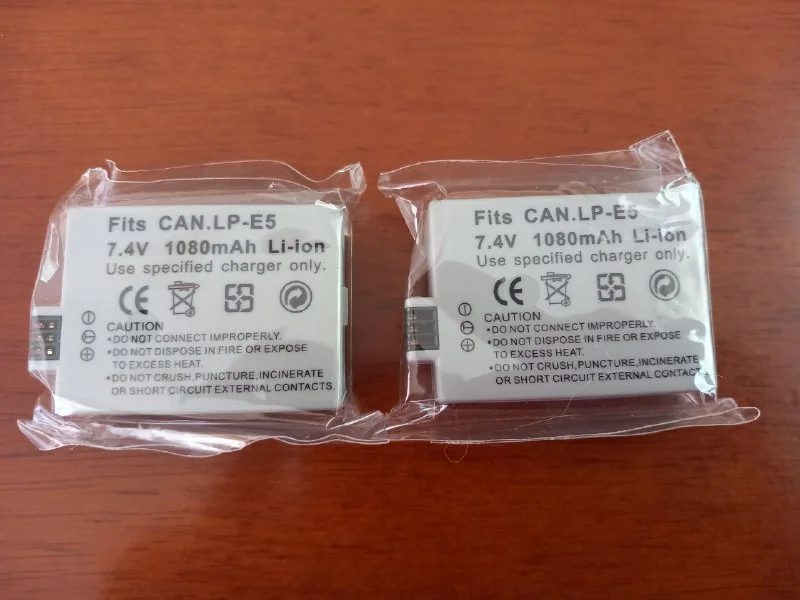 Fits CAN.LP-E5
7.4V 1080mAh Li-ion
Use specified charger only.
CE
CAUTION
•DO NOT CONNECT IMPROPERLY.
•DO NOT DISPOSE IN FIRE OR EXPOSE
TO EXCESS HEAT.
•DO NOT CRUSH,PUNCTURE,INCINERATE
OR SHORT CIRCUIT EXTERNAL CONTACTS.
Fits CAN.LP-E5
7.4V 1080mAh Li-ion
Use specified charger only.
CE
CAUTION
•DO NOT CONNECT IMPROPERLY.
•DO NOT DISPOSE IN FIRE OR EXPOSE
TO EXCESS HEAT.
•DO NOT CRUSH,PUNCTURE,INCINERATE
OR SHORT CIRCUIT EXTERNAL CONTACTS.